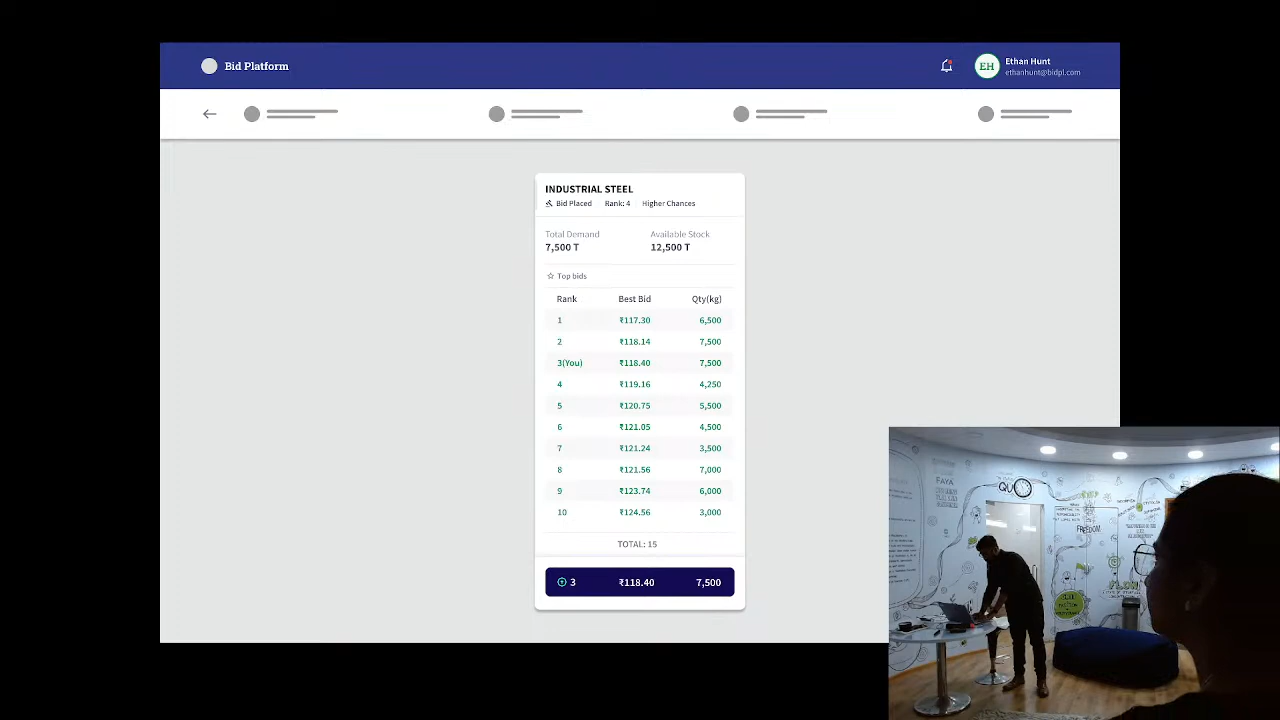 Bid Platform
Ethan Hunt
EH
ethanhunt@bidpl.com
INDUSTRIAL STEEL
Bid Placed Rank: 4 Higher Chances
Total Demand Available Stock
7,500 T 12,500 T
Top bids
Rank Best Bid Qty(kg)
1 ₹117.30 6,500
2 ₹118.14 7,500
3(You) ₹118.40 7,500
4 ₹119.16 4,250
5 ₹120.75 5,500
6 ₹121.05 4,500
7 ₹121.24 3,500
8 ₹121.56 7,000
9 ₹123.74 6,000
10 ₹124.56 3,000
TOTAL: 15
3 ₹118.40 7,500
FAYA
QUO
FREEDOM
FLOW